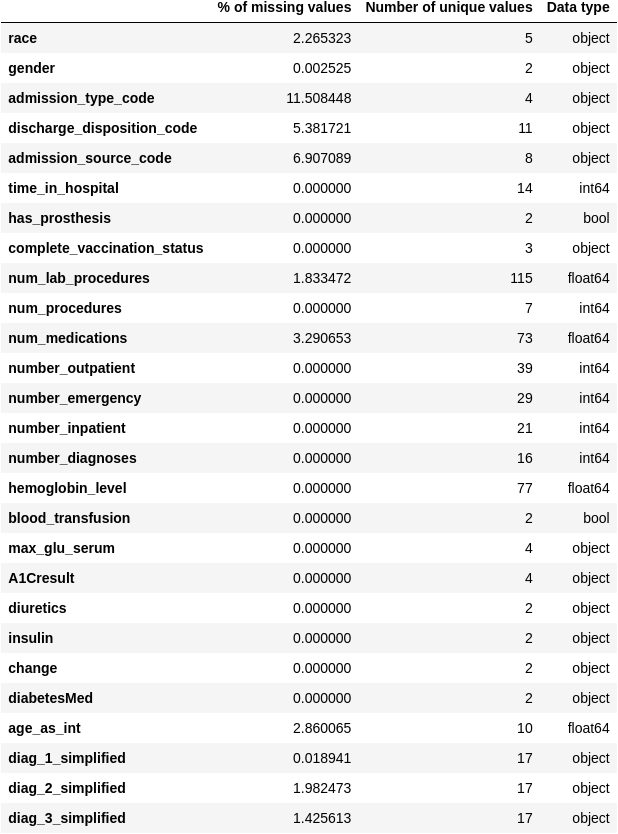 % of missing values Number of unique values Data type
race 2.265323 5 object
gender 0.002525 2 object
admission_type_code 11.508448 4 object
discharge_disposition_code 5.381721 11 object
admission_source_code 6.907089 8 object
time_in_hospital 0.000000 14 int64
has_prosthesis 0.000000 2 bool
complete_vaccination_status 0.000000 3 object
num_lab_procedures 1.833472 115 float64
num_procedures 0.000000 7 int64
num_medications 3.290653 73 float64
number_outpatient 0.000000 39 int64
number_emergency 0.000000 29 int64
number_inpatient 0.000000 21 int64
number_diagnoses 0.000000 16 int64
hemoglobin_level 0.000000 77 float64
blood_transfusion 0.000000 2 bool
max_glu_serum 0.000000 4 object
A1Cresult 0.000000 4 object
diuretics 0.000000 2 object
insulin 0.000000 2 object
change 0.000000 2 object
diabetesMed 0.000000 2 object
age_as_int 2.860065 10 float64
diag_1_simplified 0.018941 17 object
diag_2_simplified 1.982473 17 object
diag_3_simplified 1.425613 17 object